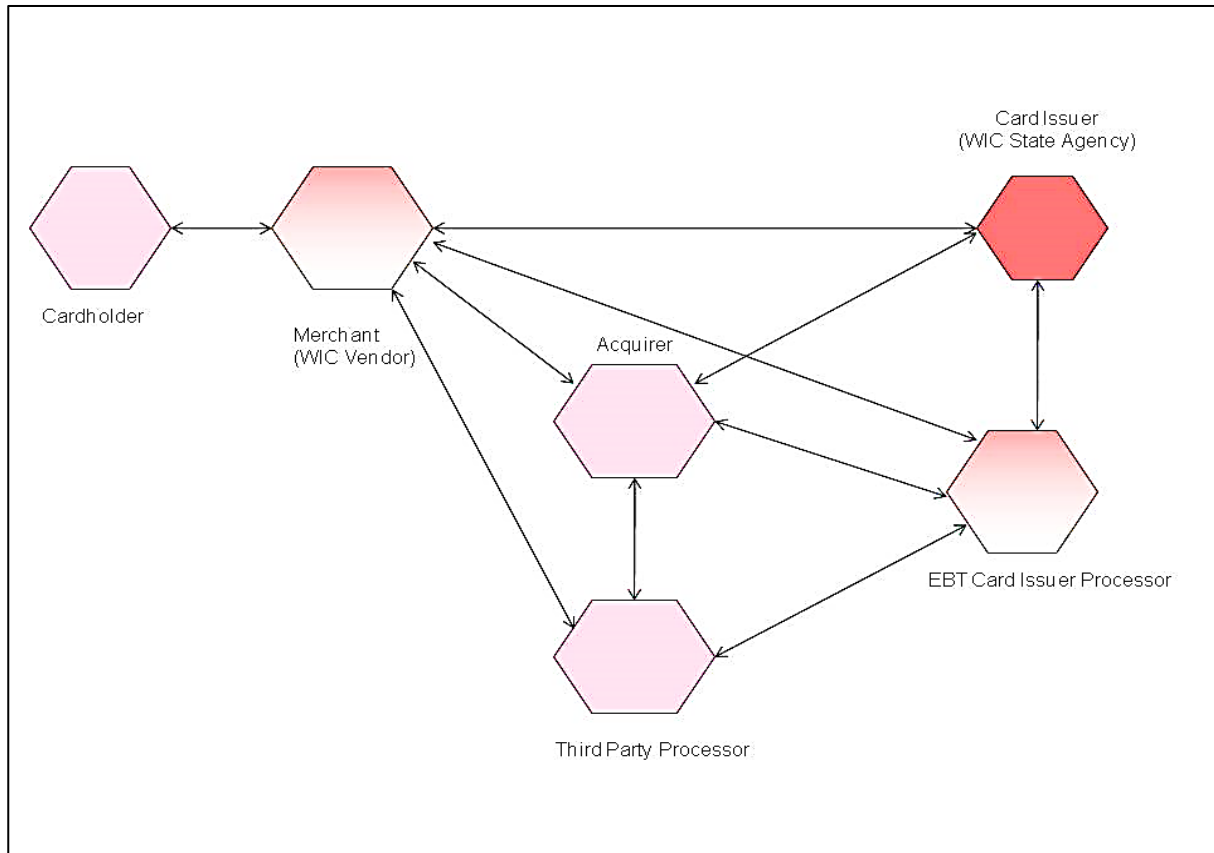 Card Issuer
(WIC State Agency)
Cardholder
Merchant
(WIC Vendor)
Acquirer
EBT Card Issuer Processor
Third Party Processor